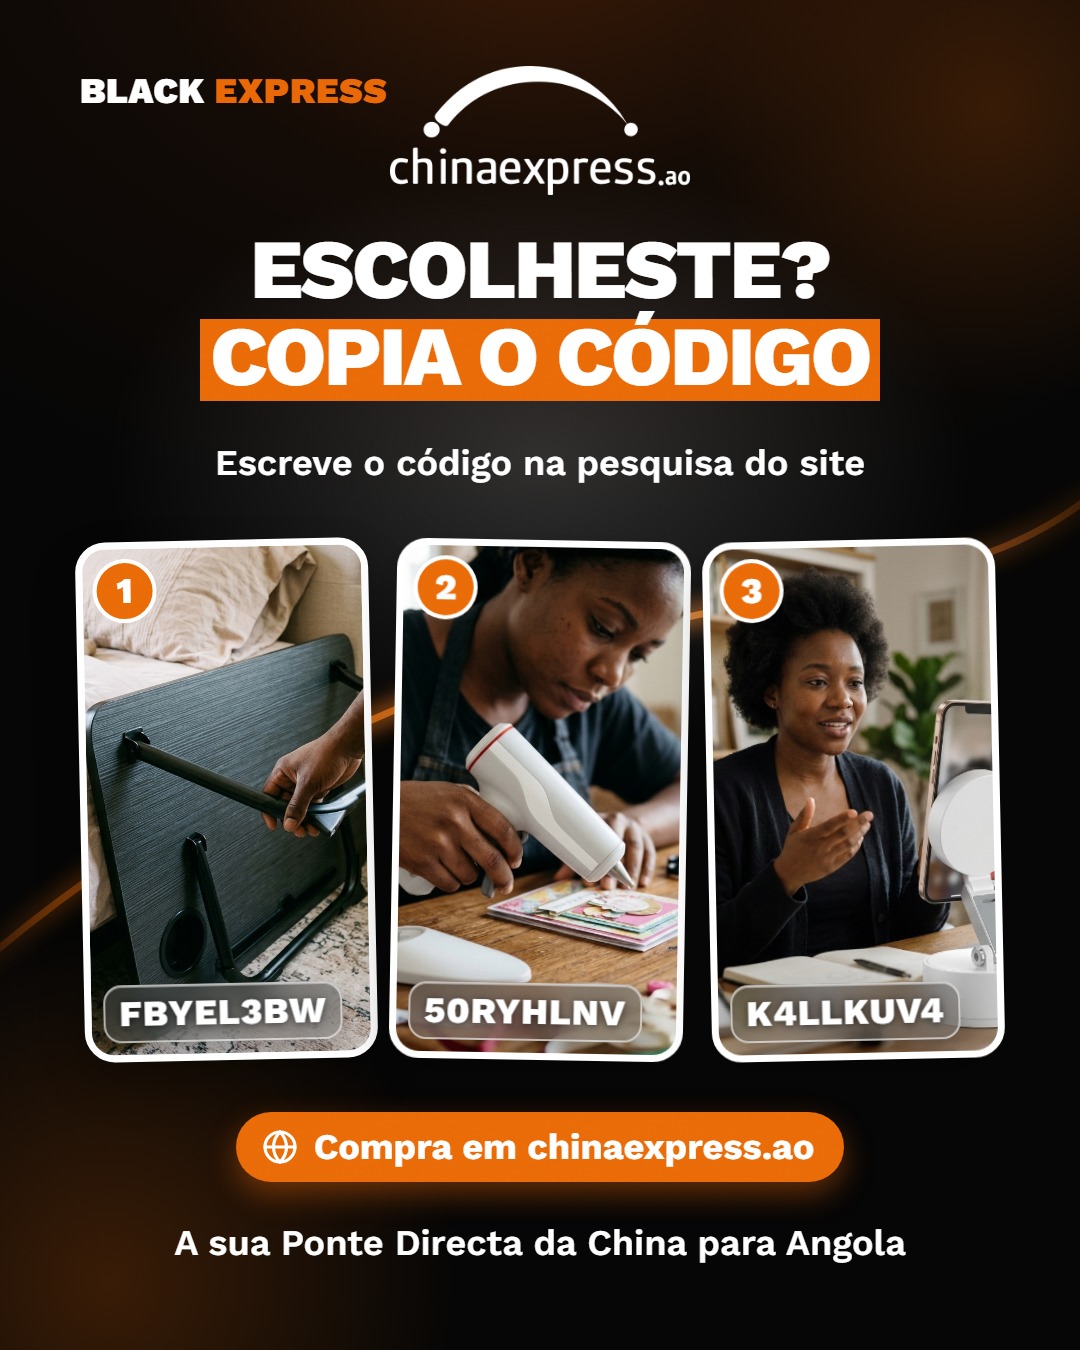 BLACK EXPRESS
chinaexpress.ao
ESCOLHESTE?
COPIA O CÓDIGO
Escreve o código na pesquisa do site
1
2
3
FBYEL3BW
50RYHLNV
K4LLKUV4
Compra em chinaexpress.ao
A sua Ponte Directa da China para Angola